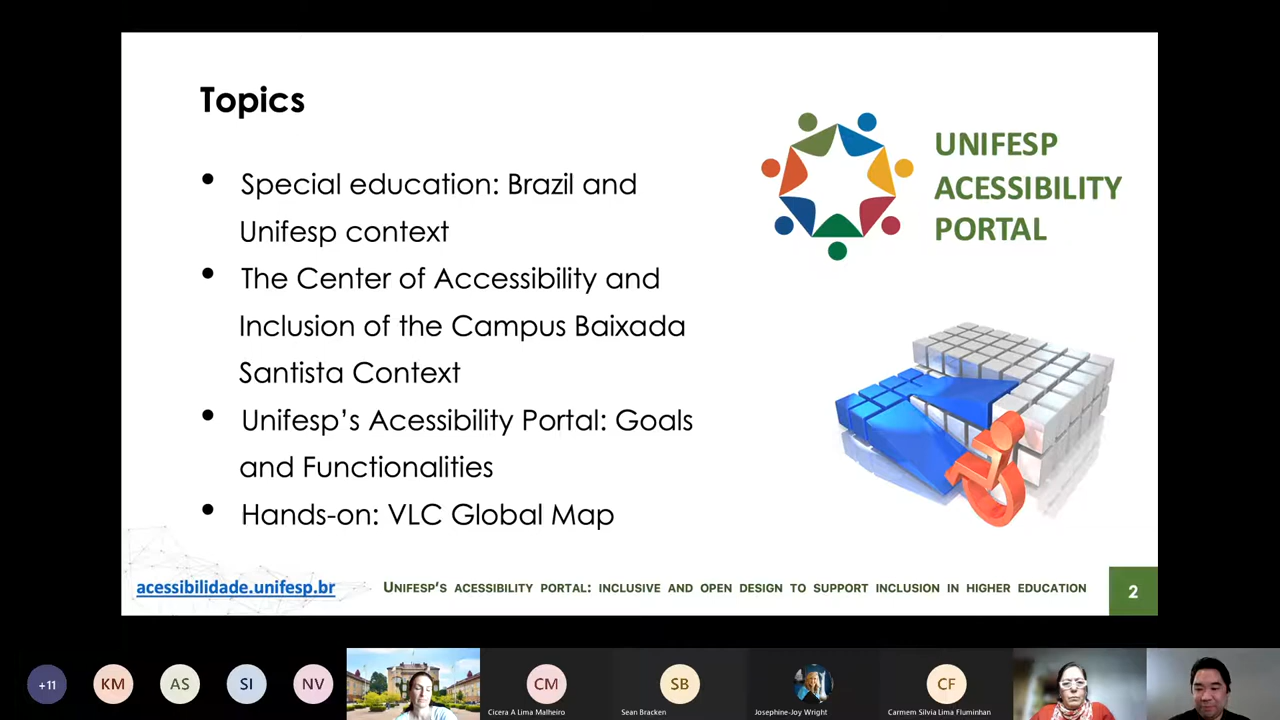 Topics
• Special education: Brazil and
Unifesp context
• The Center of Accessibility and
Inclusion of the Campus Baixada
Santista Context
• Unifesp’s Acessibility Portal: Goals
and Functionalities
• Hands-on: VLC Global Map
UNIFESP
ACESSIBILITY
PORTAL
acessibilidade.unifesp.br
UNIFESP’S ACESSIBILITY PORTAL: INCLUSIVE AND OPEN DESIGN TO SUPPORT INCLUSION IN HIGHER EDUCATION
2
+11
KM
AS
SI
NV
CM
Cicera A Lima Malheiro
SB
Sean Bracken
Josephine-Joy Wright
CF
Carmem Silvia Lima Fluminhan